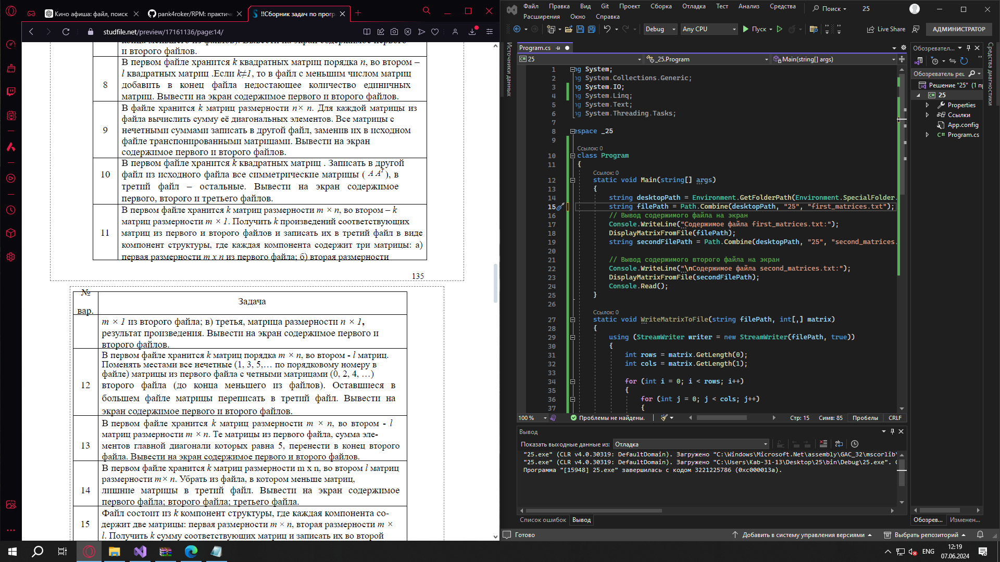 Кино афиша: файл, поиск
pank4roker/RPM: практиче
!!Сборник задач по прогр
studfile.net/preview/17161136/page:14/
и второго файлов.
8
В первом файле хранится k квадратных матриц порядка n, во втором –
l квадратных матриц .Если k≠1, то в файл с меньшим числом матриц
добавить в конец файла недостающее количество единичных
матриц. Вывести на экран содержимое первого и второго файлов.
9
В файле хранится k матриц размерности n× n. Для каждой матрицы из
файла вычислить сумму её диагональных элементов. Все матрицы с
нечетными суммами записать в другой файл, заменив их в исходном
файле транспонированными матрицами. Вывести на экран
содержимое первого и второго файлов.
10
В первом файле хранится k квадратных матриц . Записать в другой
файл из исходного файла все симметрические матрицы ( A Aᵀ), в
третий файл – остальные. Вывести на экран содержимое
первого, второго и третьего файлов.
11
В первом файле хранится k матриц размерности m × n, во втором – k
матриц размерности m × 1. Получить k произведений соответствующих
матриц из первого и второго файлов и записать их в третий файл в виде
компонент структуры, где каждая компонента содержит три матрицы: а)
первая размерности m x n из первого файла; б) вторая размерности
135
№
вар.
Задача
m × 1 из второго файла; в) третья, матрица размерности n × 1,
результат произведения. Вывести на экран содержимое первого и
второго файлов.
12
В первом файле хранится k матриц порядка m × n, во втором - l матриц.
Поменять местами все нечетные (1, 3, 5,… по порядковому номеру в
файле) матрицы из первого файла с четными матрицами (0, 2, 4, …)
второго файла (до конца меньшего из файлов). Оставшиеся в
большем файле матрицы переписать в третий файл. Вывести на
экран содержимое первого и второго файлов.
13
В первом файле хранится k матриц размерности m × n, во втором - l
матриц размерности m × n. Те матрицы из первого файла, сумма эле-
ментов главной диагонали которых равна 5, перенести в конец второго
файла. Вывести на экран содержимое первого и второго файлов.
14
В первом файле хранится k матриц размерности m x n, во втором l матриц
размерности m× n. Убрать из файла, в котором меньше матриц,
лишние матрицы в третий файл. Вывести на экран содержимое
первого файла; второго файла; третьего файла.
15
Файл состоит из k компонент структуры, где каждая компонента со-
держит две матрицы: первая размерности m × n, вторая размерности m ×
l. Получить k сумму соответствующих матриц и записать их во второй
Файл Правка Вид Git Проект Сборка Отладка Тест Анализ Средства Поиск 25
Расширения Окно Справка
Debug Any CPU Пуск Live Share АДМИНИСТРАТОР
Источники данных
Program.cs
25 _25.Program Main(string[] args)
1 ng System;
2 ng System.Collections.Generic;
3 ng System.IO;
4 ng System.Linq;
5 ng System.Text;
6 ng System.Threading.Tasks;
7
8 espace _25
9
Ссылок: 0
10 class Program
11 {
Ссылок: 0
12 static void Main(string[] args)
13 {
14 string desktopPath = Environment.GetFolderPath(Environment.SpecialFolder.
15 string filePath = Path.Combine(desktopPath, "25", "first_matrices.txt");
16 // Вывод содержимого файла на экран
17 Console.WriteLine("Содержимое файла first_matrices.txt:");
18 DisplayMatrixFromFile(filePath);
19 string secondFilePath = Path.Combine(desktopPath, "25", "second_matrices.
20
21 // Вывод содержимого второго файла на экран
22 Console.WriteLine("\nСодержимое файла second_matrices.txt:");
23 DisplayMatrixFromFile(secondFilePath);
24 Console.Read();
25 }
26
Ссылок: 0
27 static void WriteMatrixToFile(string filePath, int[,] matrix)
28 {
29 using (StreamWriter writer = new StreamWriter(filePath, true))
30 {
31 int rows = matrix.GetLength(0);
32 int cols = matrix.GetLength(1);
33
34 for (int i = 0; i < rows; i++)
35 {
36 for (int j = 0; j < cols; j++)
37 {
100 % Проблемы не найдены. Стр: 15 Симв: 85 Пробелы CRLF
Вывод
Показать выходные данные из: Отладка
"25.exe" (CLR v4.0.30319: DefaultDomain). Загружено "C:\Windows\Microsoft.Net\assembly\GAC_32\mscorlib\
"25.exe" (CLR v4.0.30319: DefaultDomain). Загружено "C:\Users\Kab-31-13\Desktop\25\bin\Debug\25.exe". С
Программа "[15948] 25.exe" завершилась с кодом 3221225786 (0xc000013a).
Список ошибок Вывод
Обозревател...
Обозреватель рец
Решение "25" (1 пр
25
Properties
Ссылки
App.config
Program.cs
Обозрев... Изменен...
Средства диагностики
Готово Добавить в систему управления версиями Выбрать репозиторий
ENG
12:19
07.06.2024